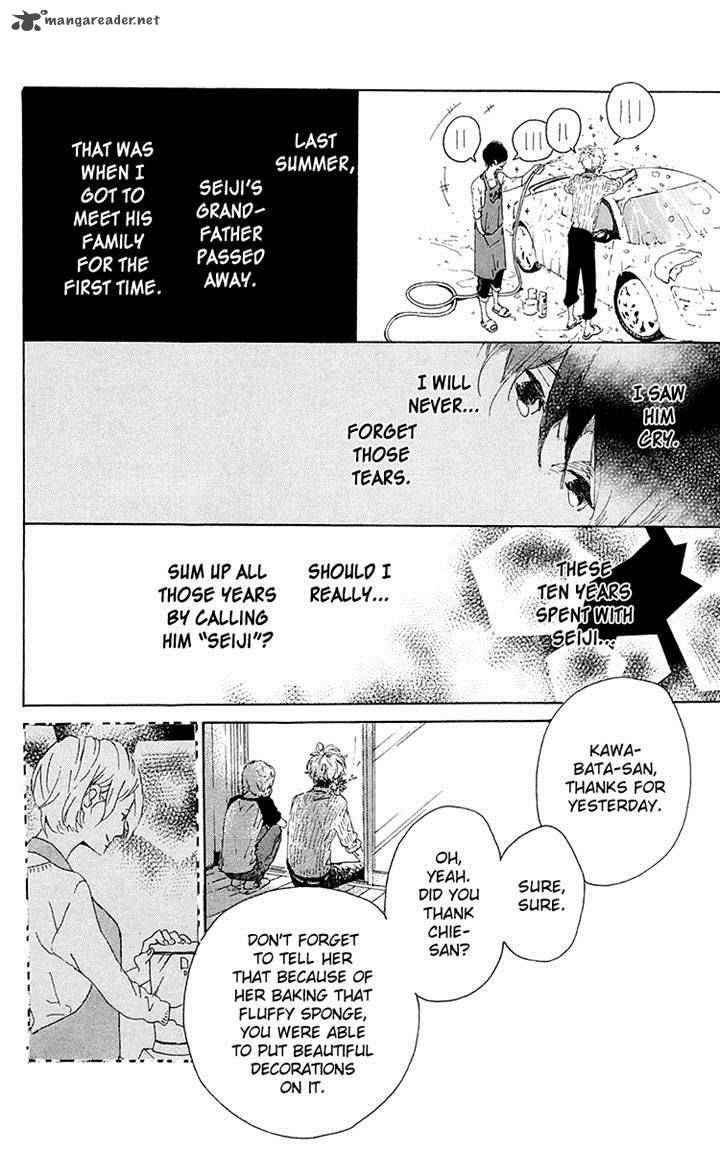 mangareader.net
LAST
SUMMER,
SEIJI'S
GRAND-
FATHER
PASSED
AWAY.
THAT WAS
WHEN I
GOT TO
MEET HIS
FAMILY
FOR THE
FIRST TIME.
I SAW
HIM
CRY.
I WILL
NEVER...
FORGET
THOSE
TEARS.
THESE
TEN YEARS
SPENT WITH
SEIJI...
SHOULD I
REALLY...
SUM UP ALL
THOSE YEARS
BY CALLING
HIM "SEIJI"?
KAWA-
BATA-SAN,
THANKS FOR
YESTERDAY.
SURE,
SURE.
OH,
YEAH.
DID YOU
THANK
CHIE-
SAN?
DON'T FORGET
TO TELL HER
THAT BECAUSE OF
HER BAKING THAT
FLUFFY SPONGE,
YOU WERE ABLE
TO PUT BEAUTIFUL
DECORATIONS
ON IT.